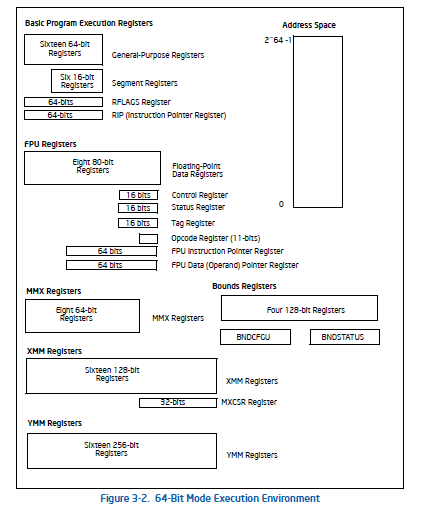 Basic Program Execution Registers
Address Space
2^64 -1
Sixteen 64-bit
Registers
General-Purpose Registers
Six 16-bit
Registers
Segment Registers
64-bits
RFLAGS Register
64-bits
RIP (Instruction Pointer Register)
0
FPU Registers
Eight 80-bit
Registers
Floating-Point
Data Registers
16 bits
Control Register
16 bits
Status Register
16 bits
Tag Register
Opcode Register (11-bits)
64 bits
FPU Instruction Pointer Register
64 bits
FPU Data (Operand) Pointer Register
MMX Registers
Eight 64-bit
Registers
MMX Registers
Bounds Registers
Four 128-bit Registers
BNDCFGU
BNDSTATUS
XMM Registers
Sixteen 128-bit
Registers
XMM Registers
32-bits
MXCSR Register
YMM Registers
Sixteen 256-bit
Registers
YMM Registers
Figure 3-2. 64-Bit Mode Execution Environment